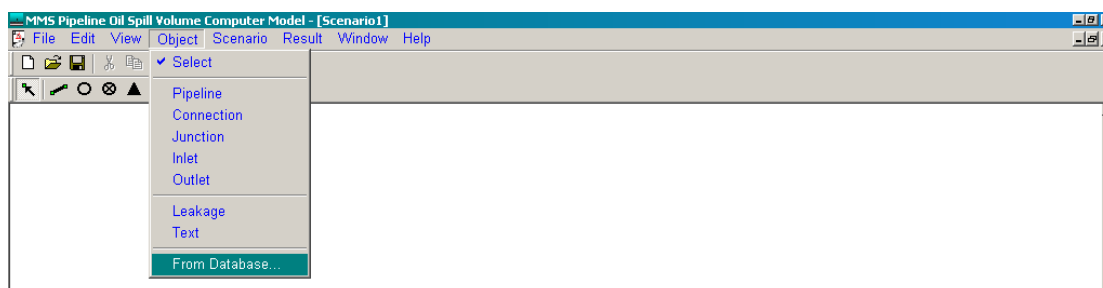 MMS Pipeline Oil Spill Volume Computer Model - [Scenario1]
File Edit View Object Scenario Result Window Help
Select
Pipeline
Connection
Junction
Inlet
Outlet
Leakage
Text
From Database...